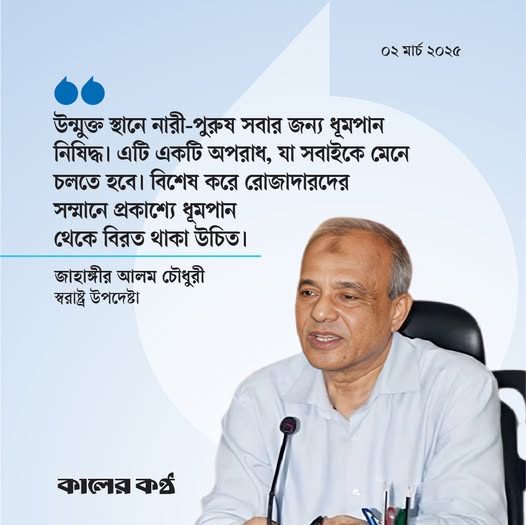 ০২ মার্চ ২০২৫
উন্মুক্ত স্থানে নারী-পুরুষ সবার জন্য ধূমপান
নিষিদ্ধ। এটি একটি অপরাধ, যা সবাইকে মেনে
চলতে হবে। বিশেষ করে রোজাদারদের
সম্মানে প্রকাশ্যে ধূমপান
থেকে বিরত থাকা উচিত।
জাহাঙ্গীর আলম চৌধুরী
স্বরাষ্ট্র উপদেষ্টা
কালের কণ্ঠ